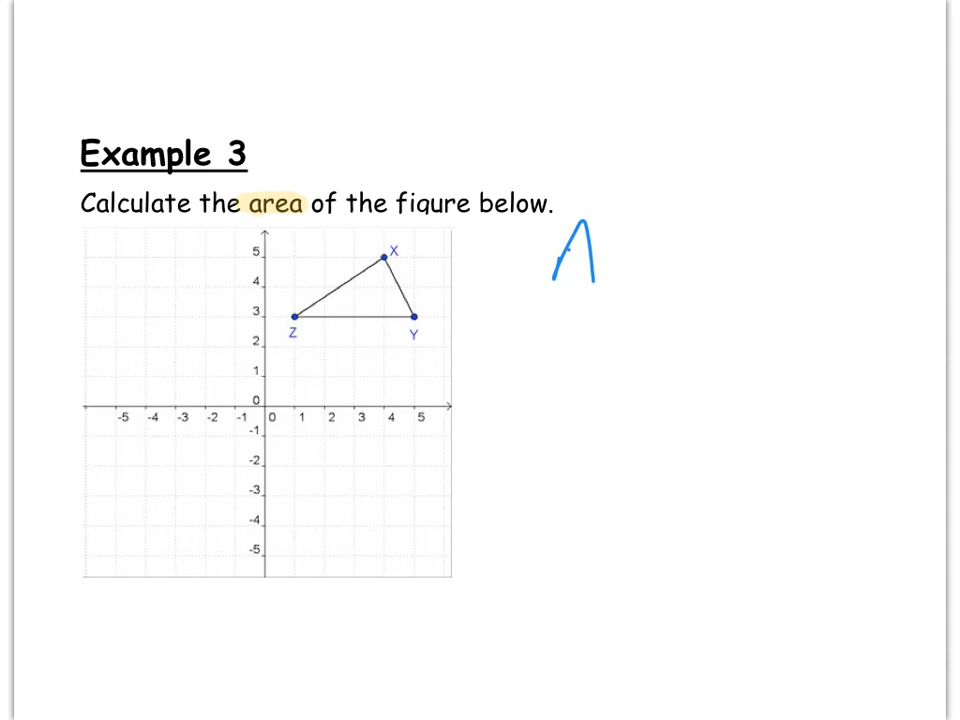 Example 3
Calculate the area of the figure below.
A
5
X
4
3
Z
Y
2
1
0
-5 -4 -3 -2 -1 0 1 2 3 4 5
-1
-2
-3
-4
-5